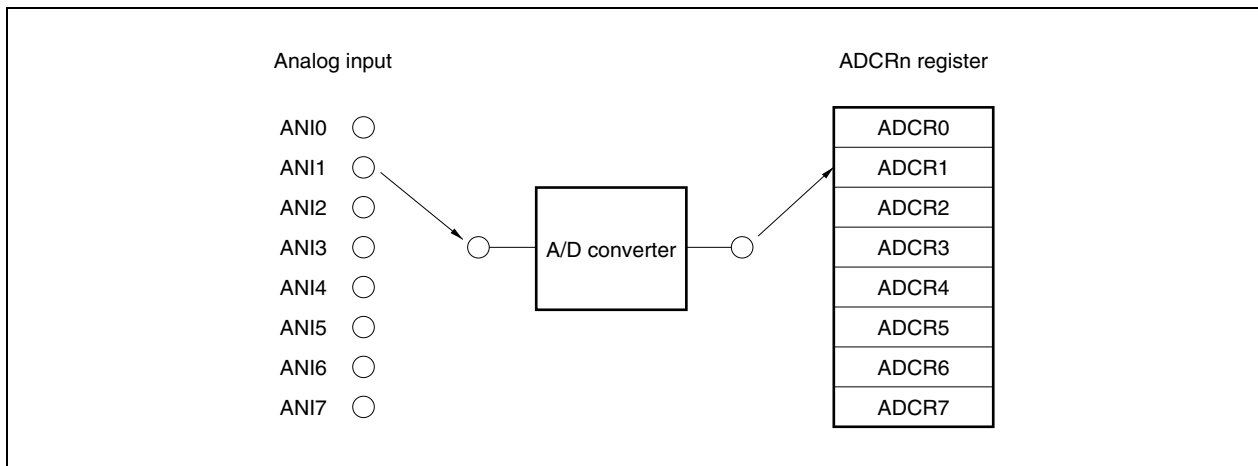 Analog input
ADCRn register
ANI0
ANI1
ANI2
ANI3
ANI4
ANI5
ANI6
ANI7
A/D converter
ADCR0
ADCR1
ADCR2
ADCR3
ADCR4
ADCR5
ADCR6
ADCR7